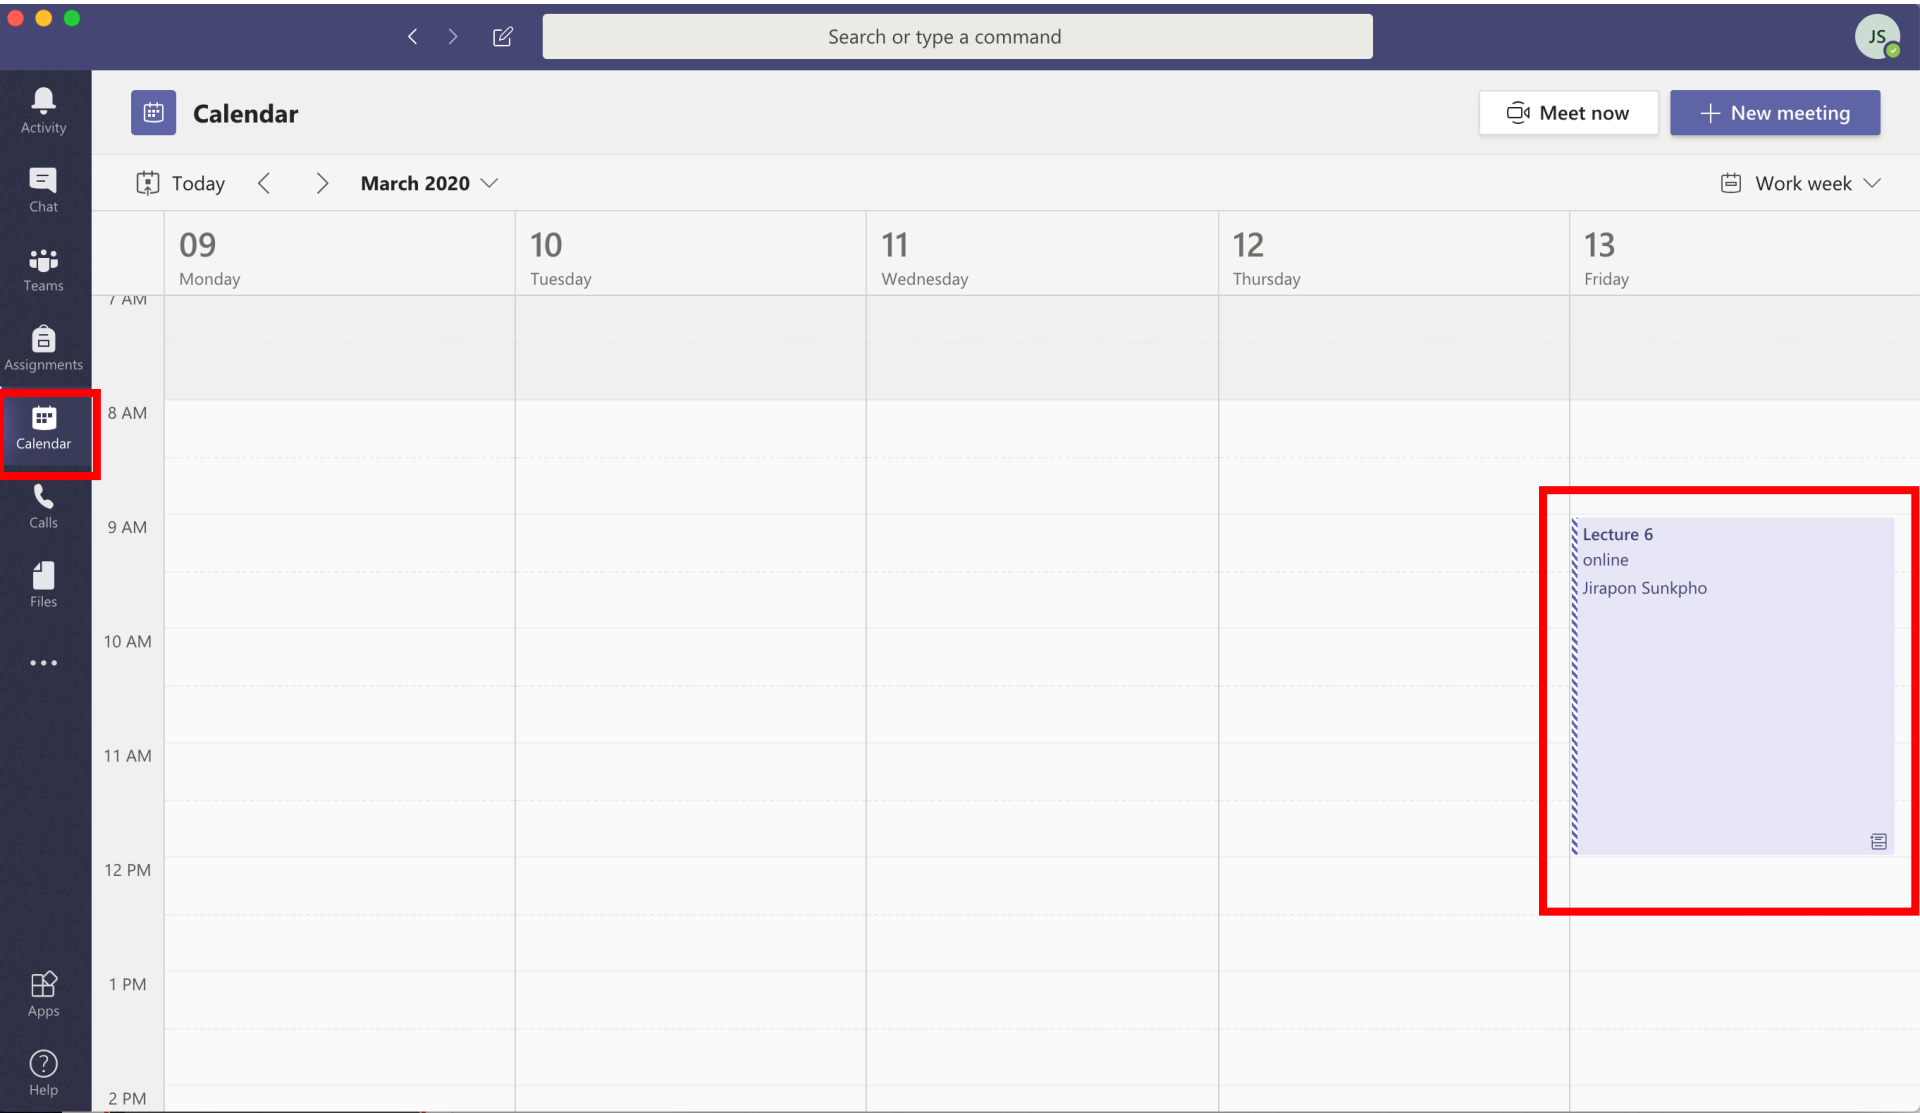 Search or type a command
JS
Activity
Chat
Teams
Assignments
Calendar
Calls
Files
Apps
Help
Calendar
Meet now
New meeting
Today
March 2020
Work week
09
Monday
10
Tuesday
11
Wednesday
12
Thursday
13
Friday
7 AM
8 AM
9 AM
10 AM
11 AM
12 PM
1 PM
2 PM
Lecture 6
online
Jirapon Sunkpho